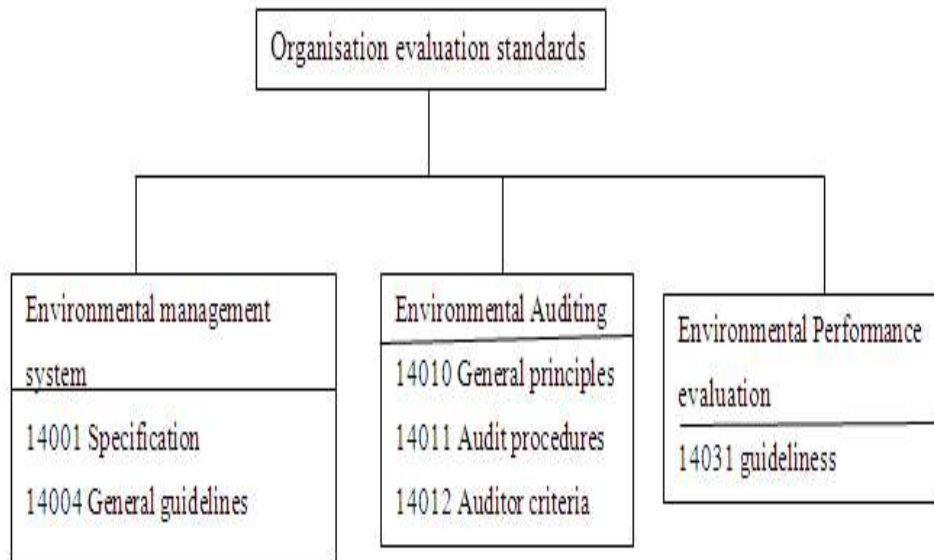 Organisation evaluation standards
Environmental management
system
14001 Specification
14004 General guidelines
Environmental Auditing
14010 General principles
14011 Audit procedures
14012 Auditor criteria
Environmental Performance
evaluation
14031 guideliness